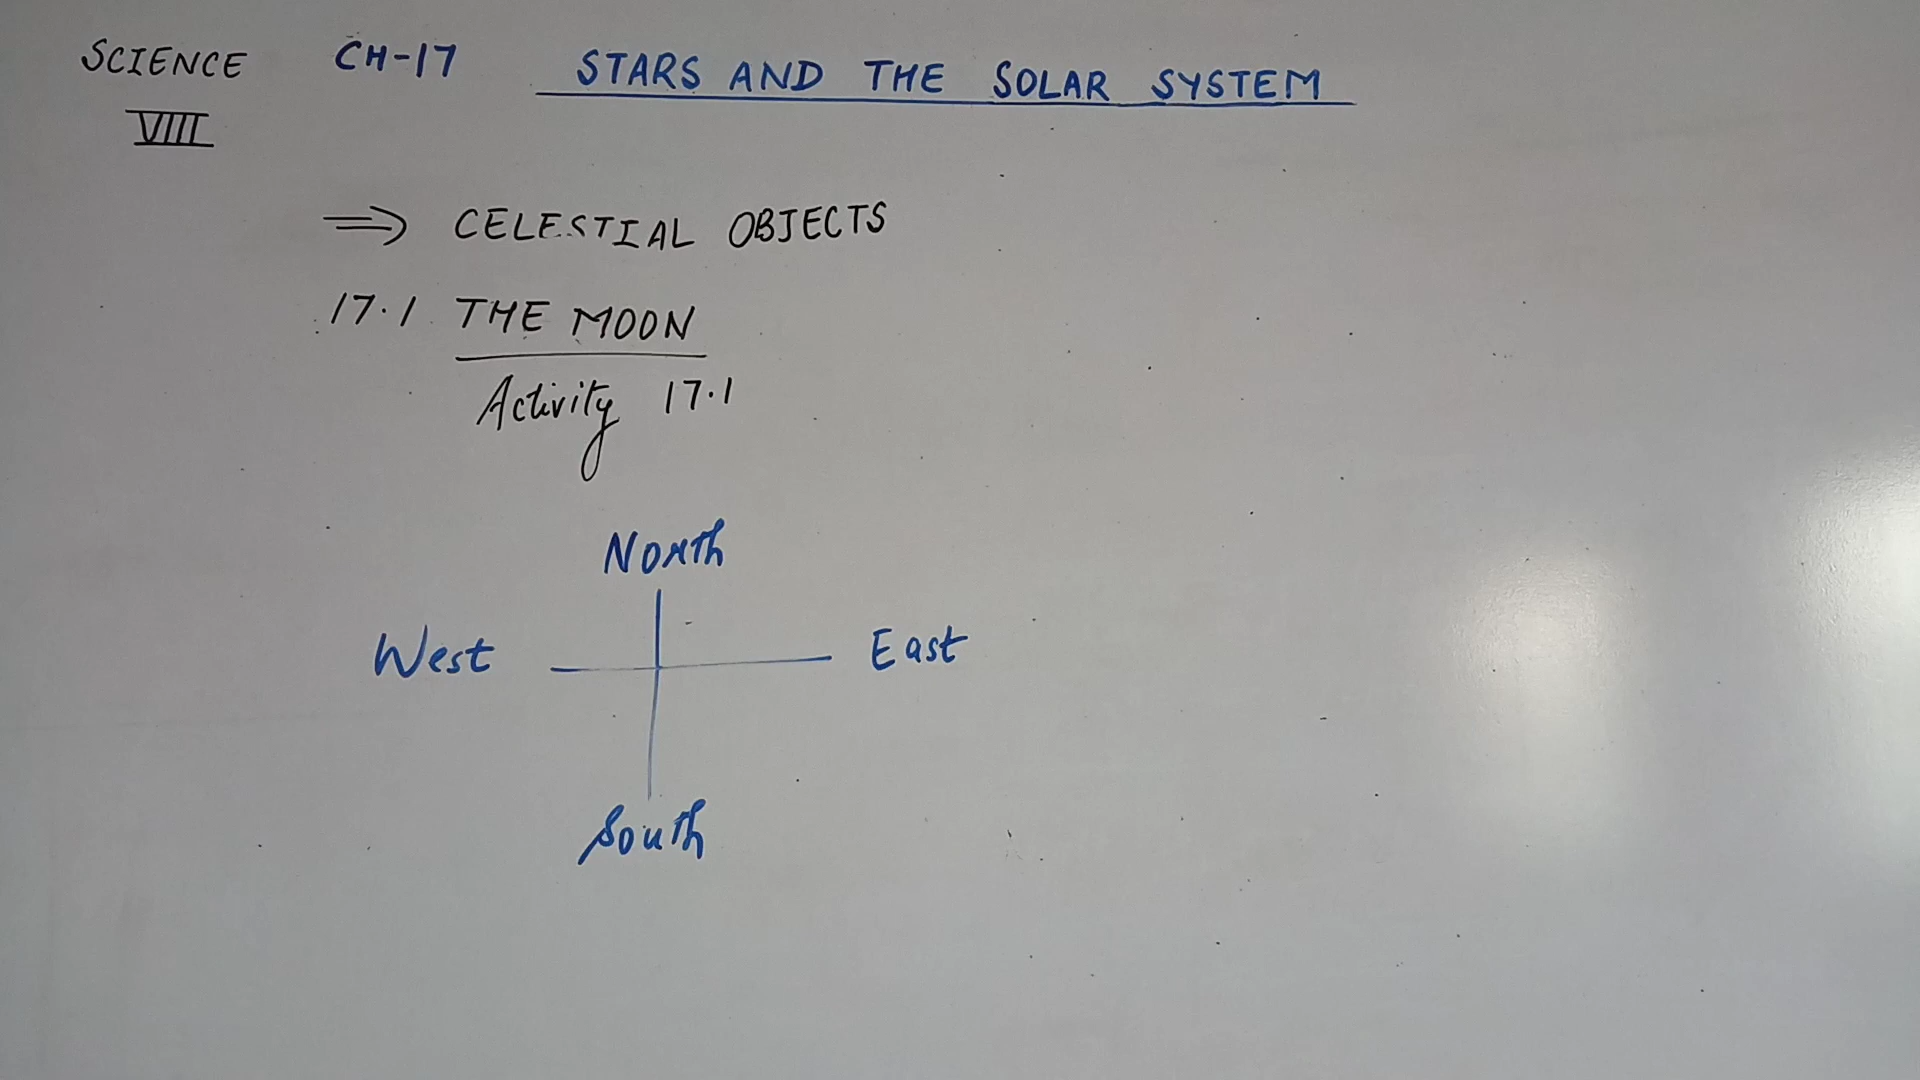 SCIENCE CH-17 STARS AND THE SOLAR SYSTEM
VIII
⇒ CELESTIAL OBJECTS
17.1 THE MOON
Activity 17.1
North
West East
South